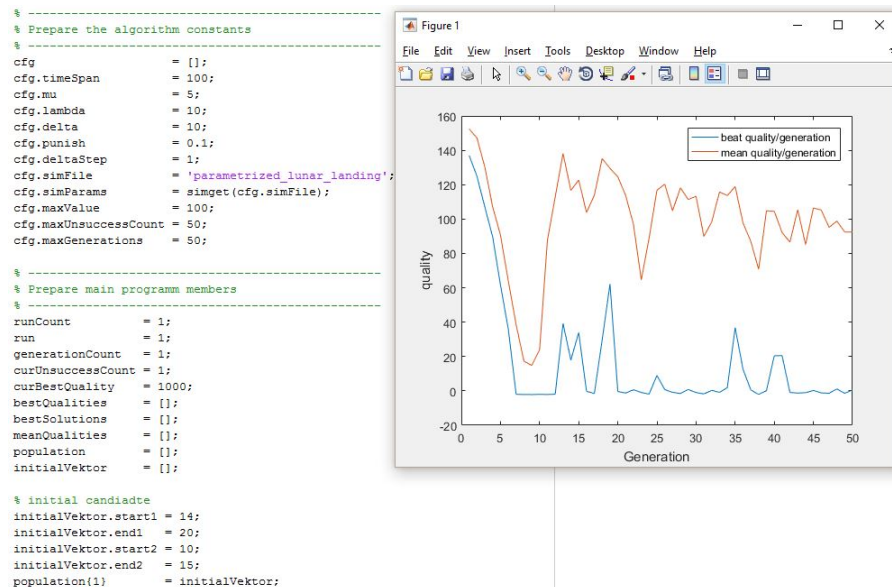 % ---------------------------------------------
% Prepare the algorithm constants
% ---------------------------------------------
cfg = [];
cfg.timeSpan = 100;
cfg.mu = 5;
cfg.lambda = 10;
cfg.delta = 10;
cfg.punish = 0.1;
cfg.deltaStep = 1;
cfg.simFile = 'parametrized_lunar_landing';
cfg.simParams = simget(cfg.simFile);
cfg.maxValue = 100;
cfg.maxUnsuccessCount = 50;
cfg.maxGenerations = 50;
% ---------------------------------------------
% Prepare main programm members
% ---------------------------------------------
runCount = 1;
run = 1;
generationCount = 1;
curUnsuccessCount = 1;
curBestQuality = 1000;
bestQualities = [];
bestSolutions = [];
meanQualities = [];
population = [];
initialVektor = [];
% initial candiadte
initialVektor.start1 = 14;
initialVektor.end1 = 20;
initialVektor.start2 = 10;
initialVektor.end2 = 15;
population{1} = initialVektor;
Figure 1
File Edit View Insert Tools Desktop Window Help
160
140
120
100
80
60
40
20
0
-20
quality
beat quality/generation
mean quality/generation
0 5 10 15 20 25 30 35 40 45 50
Generation